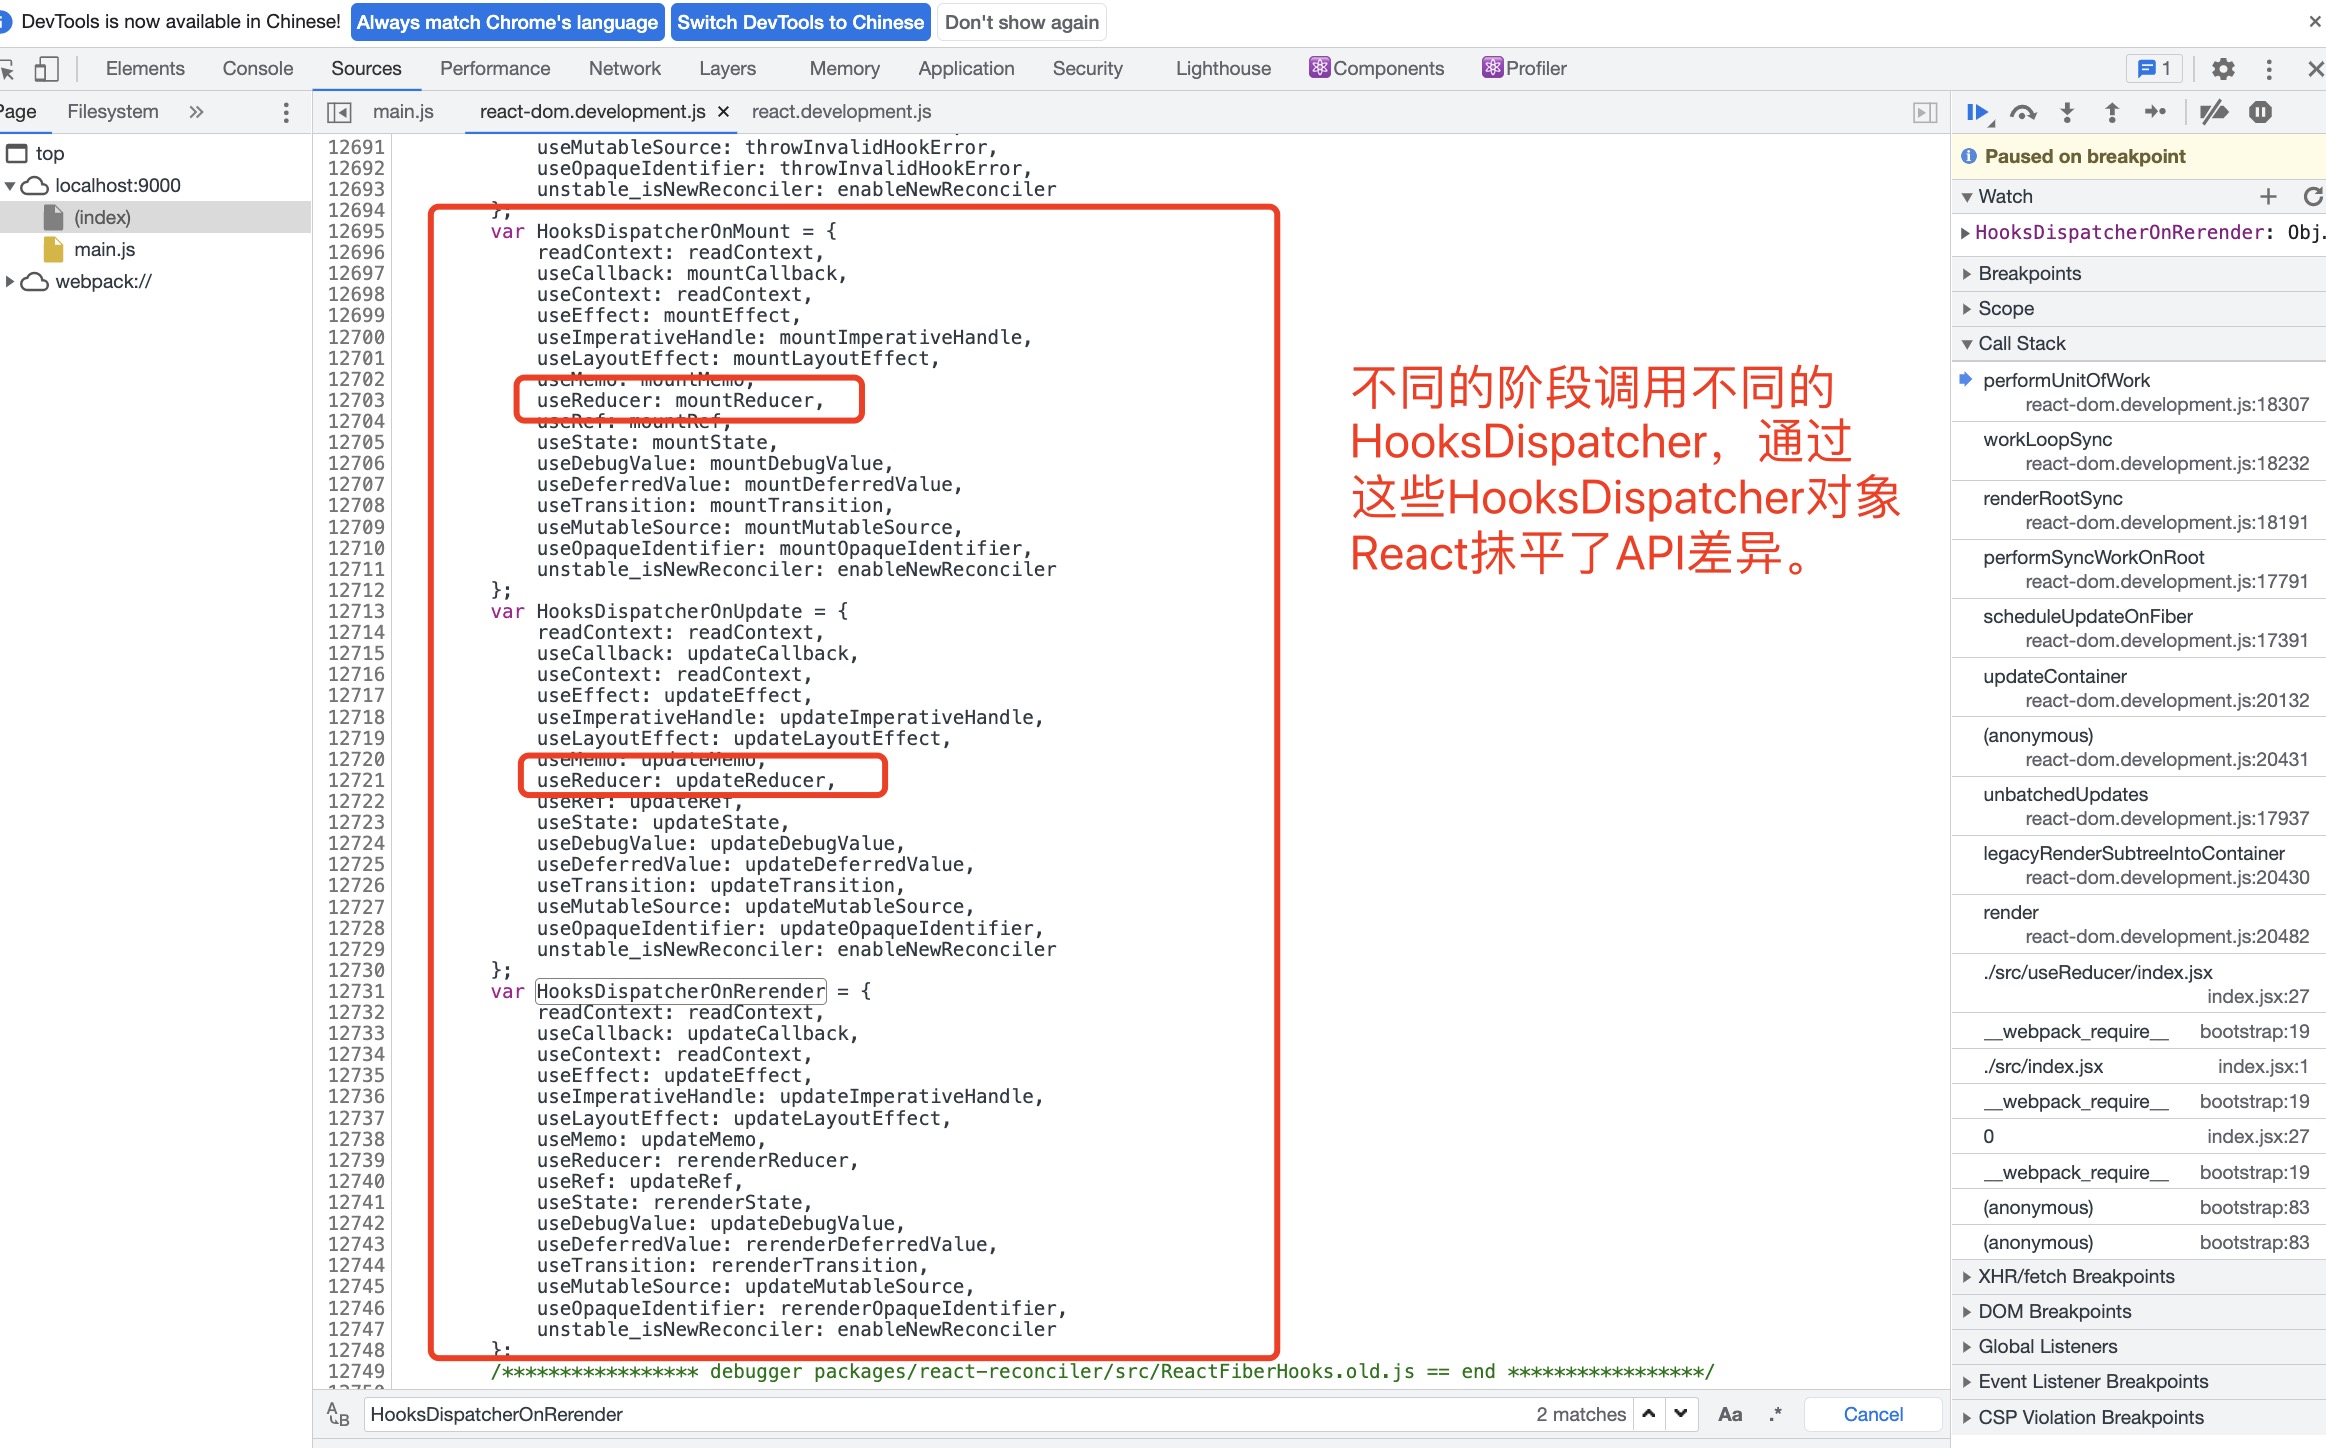 DevTools is now available in Chinese! Always match Chrome's language Switch DevTools to Chinese Don't show again
Elements Console Sources Performance Network Layers Memory Application Security Lighthouse Components Profiler 1
Page Filesystem
main.js react-dom.development.js react.development.js
top
localhost:9000
(index)
main.js
webpack://
12691 useMutableSource: throwInvalidHookError,
12692 useOpaqueIdentifier: throwInvalidHookError,
12693 unstable_isNewReconciler: enableNewReconciler
12694 };
12695 var HooksDispatcherOnMount = {
12696 readContext: readContext,
12697 useCallback: mountCallback,
12698 useContext: readContext,
12699 useEffect: mountEffect,
12700 useImperativeHandle: mountImperativeHandle,
12701 useLayoutEffect: mountLayoutEffect,
12702 useMemo: mountMemo,
12703 useReducer: mountReducer,
12704 useRef: mountRef,
12705 useState: mountState,
12706 useDebugValue: mountDebugValue,
12707 useDeferredValue: mountDeferredValue,
12708 useTransition: mountTransition,
12709 useMutableSource: mountMutableSource,
12710 useOpaqueIdentifier: mountOpaqueIdentifier,
12711 unstable_isNewReconciler: enableNewReconciler
12712 };
12713 var HooksDispatcherOnUpdate = {
12714 readContext: readContext,
12715 useCallback: updateCallback,
12716 useContext: readContext,
12717 useEffect: updateEffect,
12718 useImperativeHandle: updateImperativeHandle,
12719 useLayoutEffect: updateLayoutEffect,
12720 useMemo: updateMemo,
12721 useReducer: updateReducer,
12722 useRef: updateRef,
12723 useState: updateState,
12724 useDebugValue: updateDebugValue,
12725 useDeferredValue: updateDeferredValue,
12726 useTransition: updateTransition,
12727 useMutableSource: updateMutableSource,
12728 useOpaqueIdentifier: updateOpaqueIdentifier,
12729 unstable_isNewReconciler: enableNewReconciler
12730 };
12731 var HooksDispatcherOnRerender = {
12732 readContext: readContext,
12733 useCallback: updateCallback,
12734 useContext: readContext,
12735 useEffect: updateEffect,
12736 useImperativeHandle: updateImperativeHandle,
12737 useLayoutEffect: updateLayoutEffect,
12738 useMemo: updateMemo,
12739 useReducer: rerenderReducer,
12740 useRef: updateRef,
12741 useState: rerenderState,
12742 useDebugValue: updateDebugValue,
12743 useDeferredValue: rerenderDeferredValue,
12744 useTransition: rerenderTransition,
12745 useMutableSource: updateMutableSource,
12746 useOpaqueIdentifier: rerenderOpaqueIdentifier,
12747 unstable_isNewReconciler: enableNewReconciler
12748 };
12749 /***************** debugger packages/react-reconciler/src/ReactFiberHooks.old.js == end *****************/
不同的阶段调用不同的
HooksDispatcher，通过
这些HooksDispatcher对象
React抹平了API差异。
HooksDispatcherOnRerender 2 matches Aa .* Cancel
Paused on breakpoint
Watch
HooksDispatcherOnRerender: Obj…
Breakpoints
Scope
Call Stack
performUnitOfWork
react-dom.development.js:18307
workLoopSync
react-dom.development.js:18232
renderRootSync
react-dom.development.js:18191
performSyncWorkOnRoot
react-dom.development.js:17791
scheduleUpdateOnFiber
react-dom.development.js:17391
updateContainer
react-dom.development.js:20132
(anonymous)
react-dom.development.js:20431
unbatchedUpdates
react-dom.development.js:17937
legacyRenderSubtreeIntoContainer
react-dom.development.js:20430
render
react-dom.development.js:20482
./src/useReducer/index.jsx
index.jsx:27
__webpack_require__ bootstrap:19
./src/index.jsx index.jsx:1
__webpack_require__ bootstrap:19
0 index.jsx:27
__webpack_require__ bootstrap:19
(anonymous) bootstrap:83
(anonymous) bootstrap:83
XHR/fetch Breakpoints
DOM Breakpoints
Global Listeners
Event Listener Breakpoints
CSP Violation Breakpoints